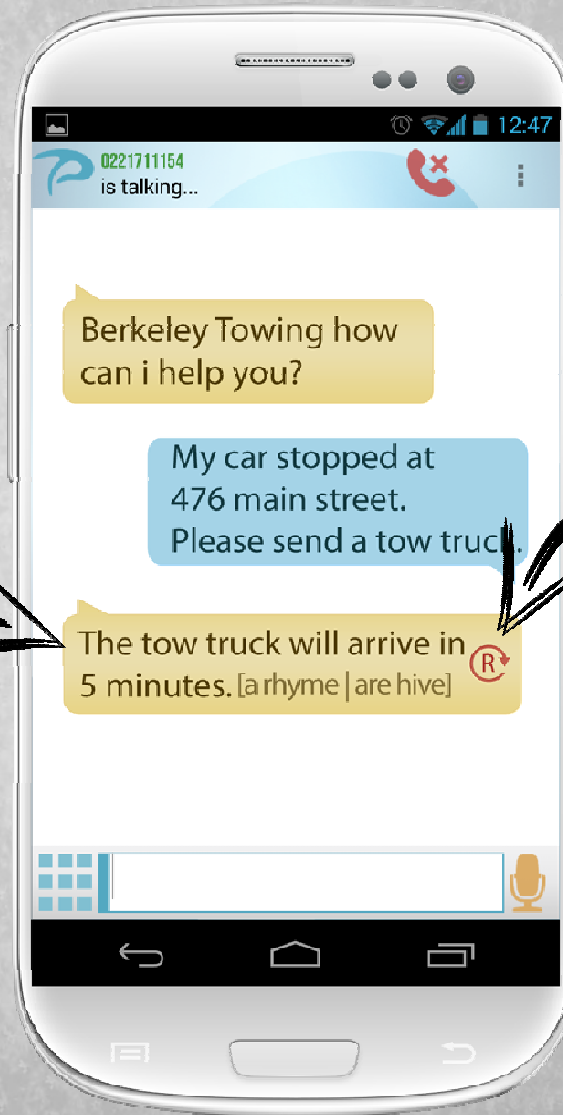 12:47
0221711154
is talking...
Berkeley Towing how
can i help you?
My car stopped at
476 main street.
Please send a tow truck.
The tow truck will arrive in
R
5 minutes. [a rhyme | are hive]